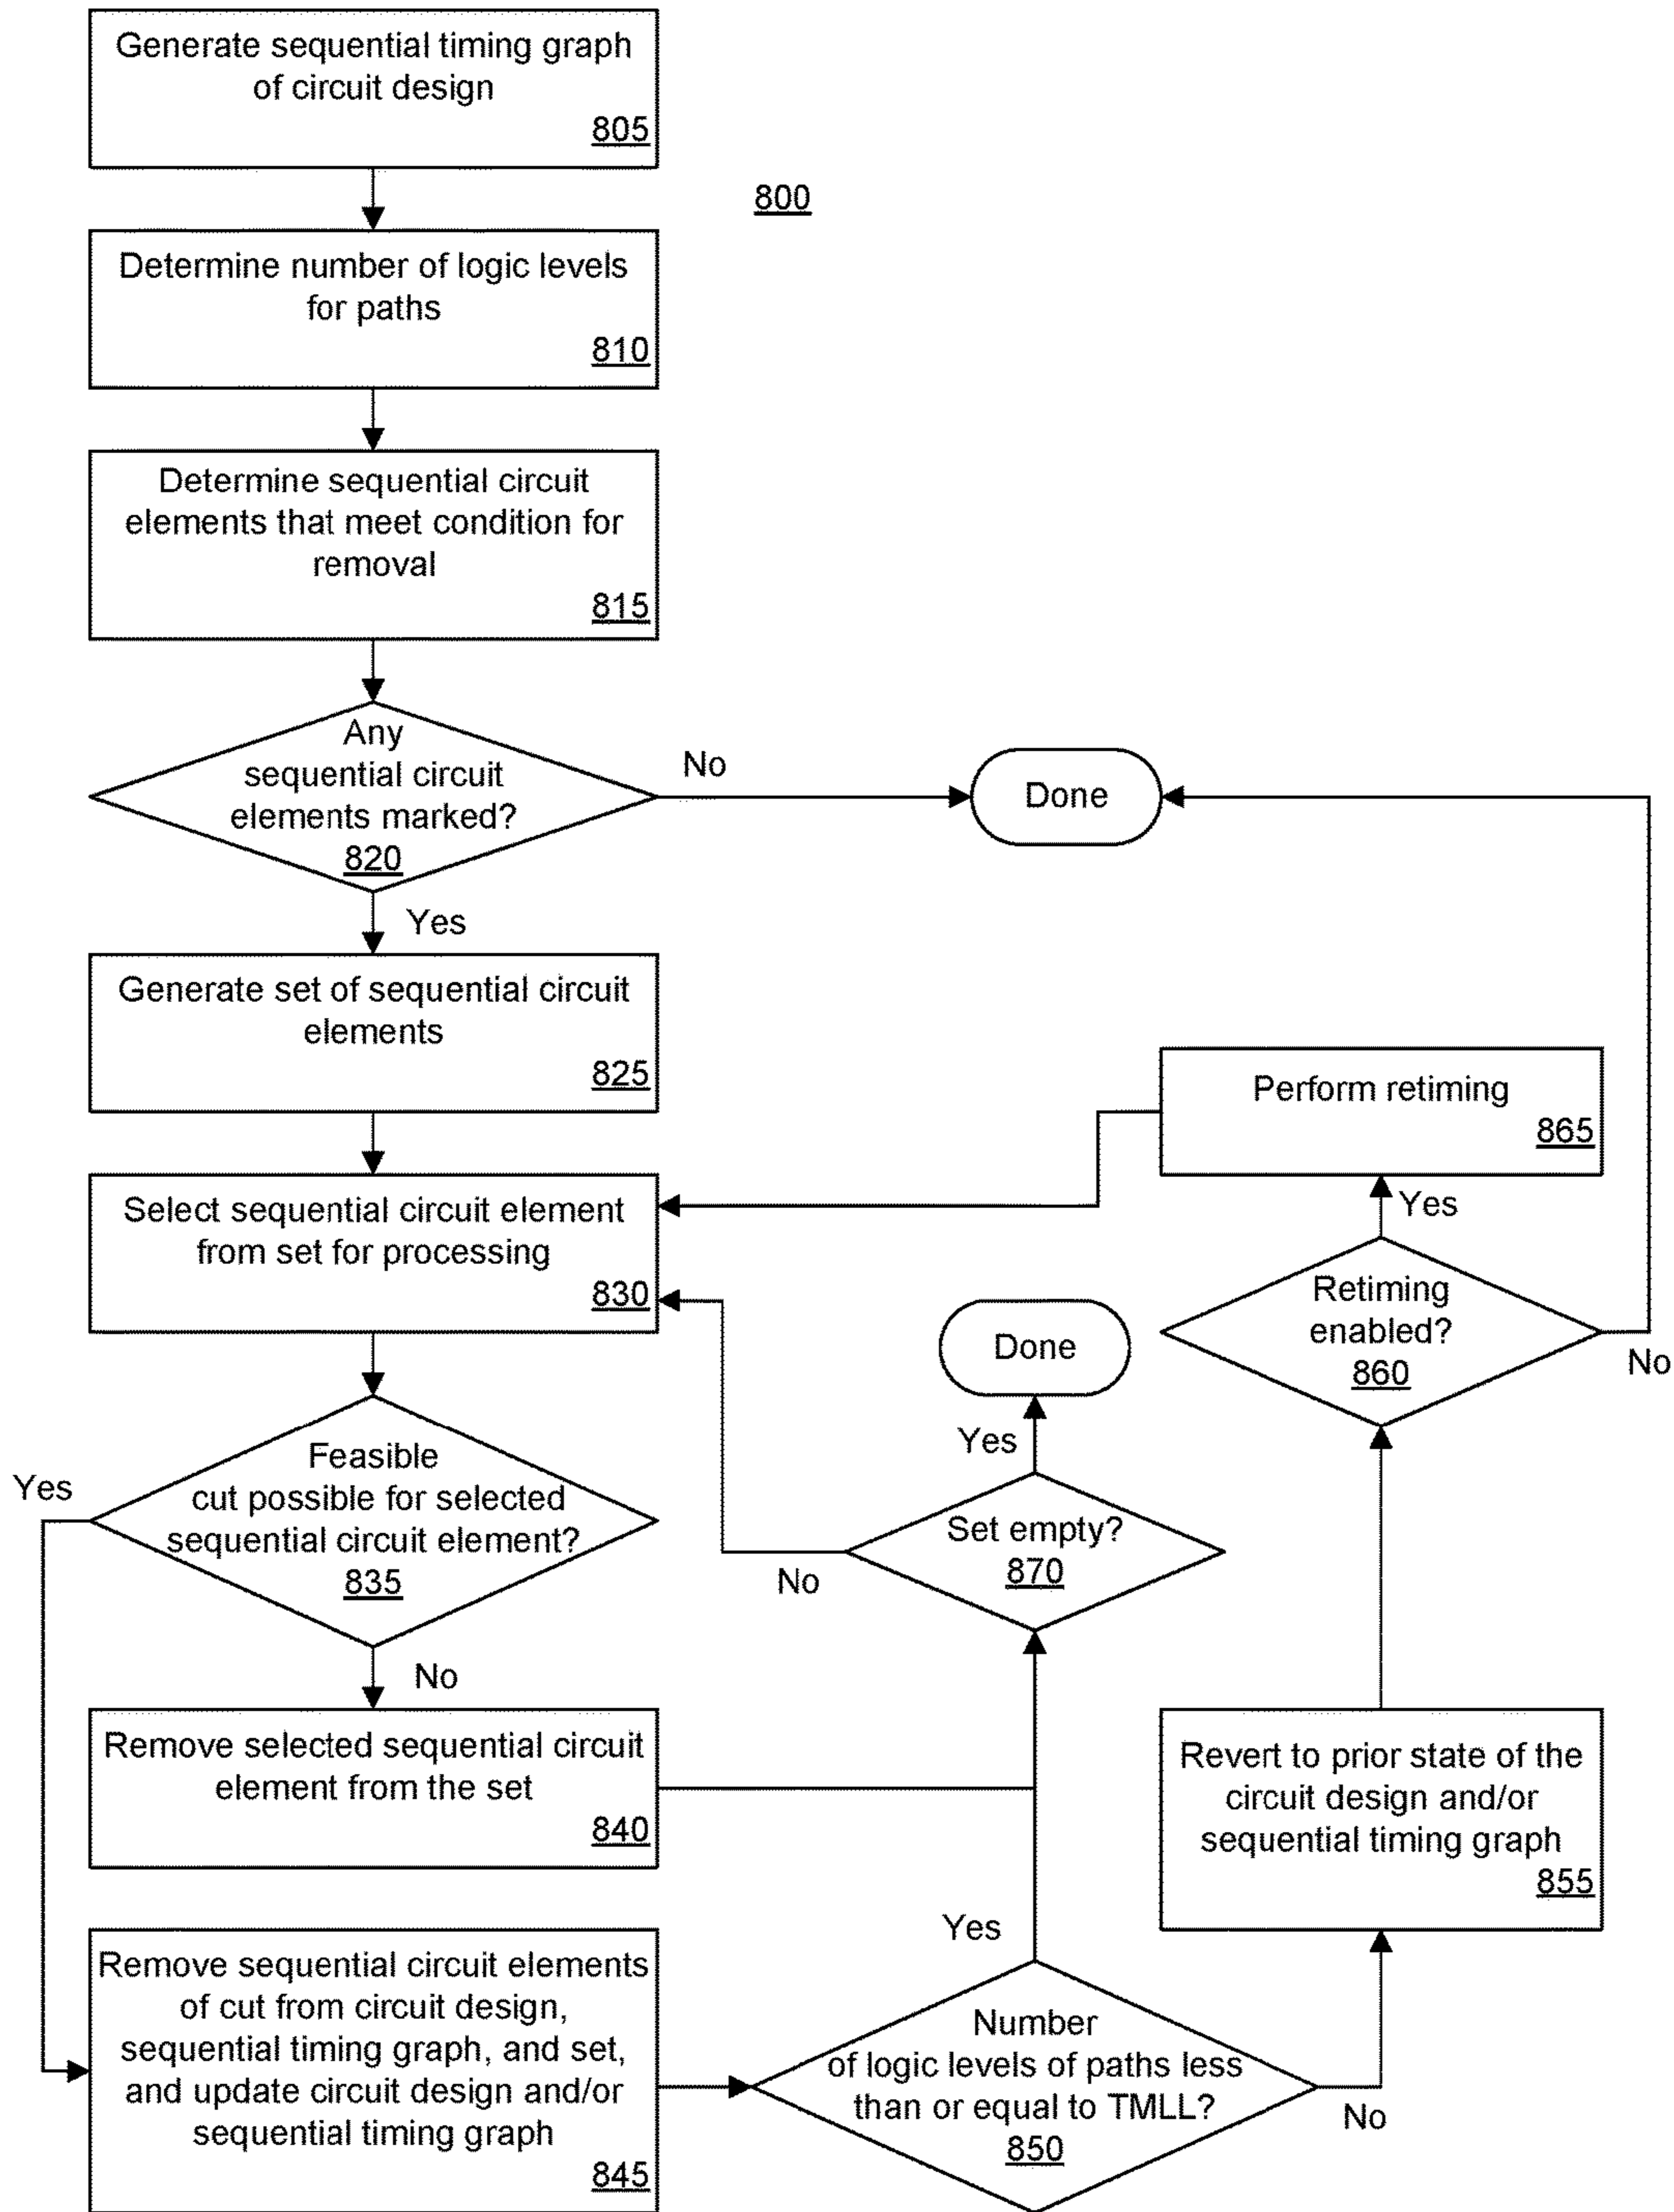 Generate sequential timing graph
of circuit design
805
800
Determine number of logic levels
for paths
810
Determine sequential circuit
elements that meet condition for
removal
815
Any
sequential circuit
elements marked?
820
No
Done
Yes
Generate set of sequential circuit
elements
825
Perform retiming
865
Select sequential circuit element
from set for processing
830
Yes
Retiming
enabled?
860
No
Done
Yes
Feasible
cut possible for selected
sequential circuit element?
835
Yes
Set empty?
870
No
No
Remove selected sequential circuit
element from the set
840
Revert to prior state of the
circuit design and/or
sequential timing graph
855
Remove sequential circuit elements
of cut from circuit design,
sequential timing graph, and set,
and update circuit design and/or
sequential timing graph
845
Yes
Number
of logic levels of paths less
than or equal to TMLL?
850
No